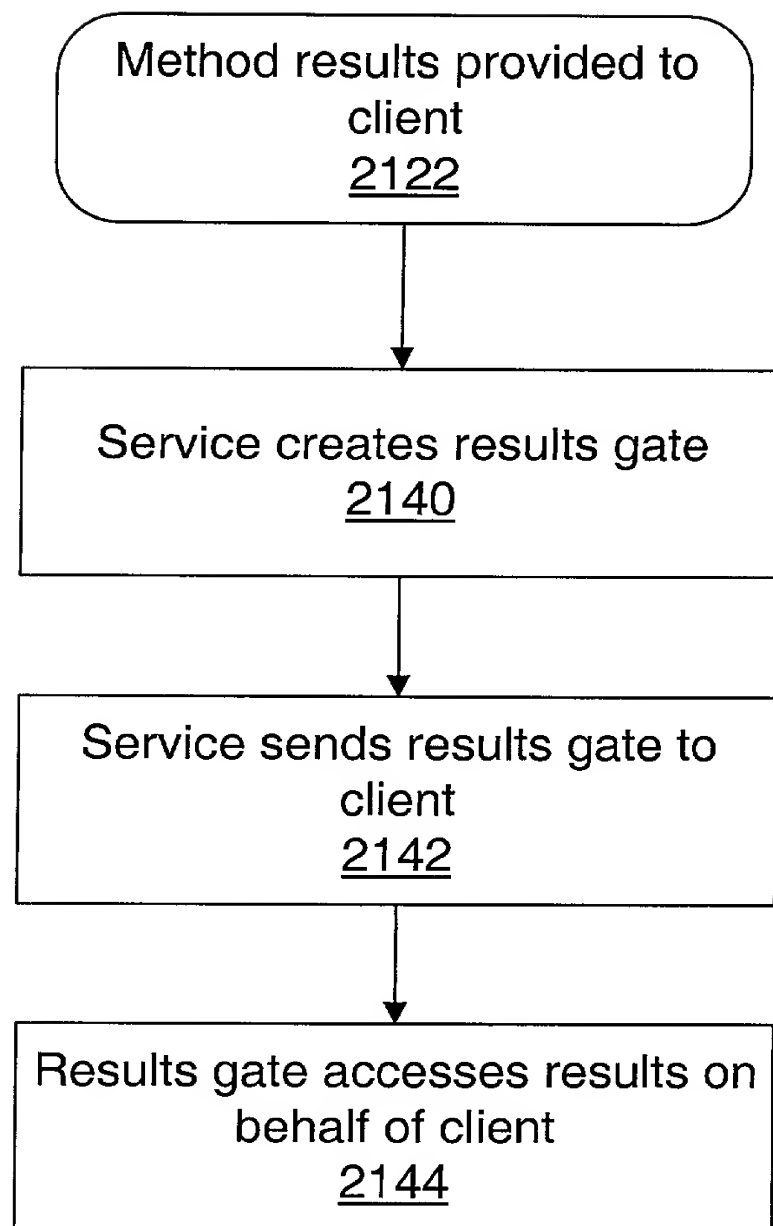 Method results provided to
client
2122
Service creates results gate
2140
Service sends results gate to
client
2142
Results gate accesses results on
behalf of client
2144